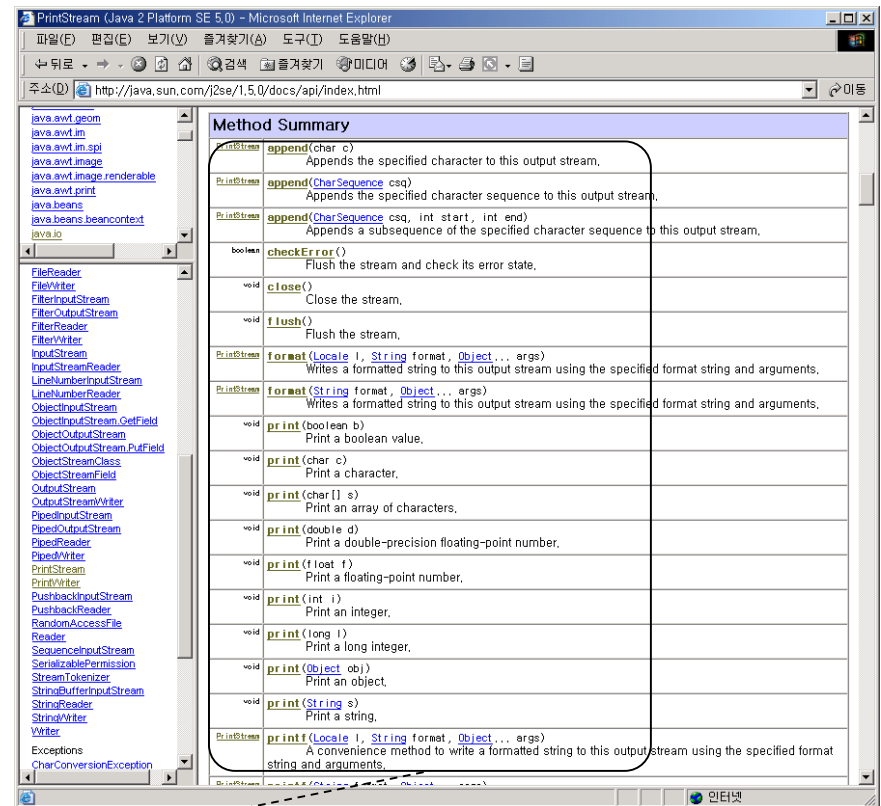 PrintStream (Java 2 Platform SE 5.0) - Microsoft Internet Explorer
파일(F) 편집(E) 보기(V) 즐겨찾기(A) 도구(T) 도움말(H)
뒤로 검색 즐겨찾기 미디어
주소(D) http://java.sun.com/j2se/1.5.0/docs/api/index.html 이동
java.awt.geom
java.awt.im
java.awt.im.spi
java.awt.image
java.awt.image.renderable
java.awt.print
java.beans
java.beans.beancontext
java.io
FileReader
FileWriter
FilterInputStream
FilterOutputStream
FilterReader
FilterWriter
InputStream
InputStreamReader
LineNumberInputStream
LineNumberReader
ObjectInputStream
ObjectInputStream.GetField
ObjectOutputStream
ObjectOutputStream.PutField
ObjectStreamClass
ObjectStreamField
OutputStream
OutputStreamWriter
PipedInputStream
PipedOutputStream
PipedReader
PipedWriter
PrintStream
PrintWriter
PushbackInputStream
PushbackReader
RandomAccessFile
Reader
SequenceInputStream
SerializablePermission
StreamTokenizer
StringBufferInputStream
StringReader
StringWriter
Writer
Exceptions
CharConversionException
Method Summary
PrintStream append(char c)
Appends the specified character to this output stream.
PrintStream append(CharSequence csq)
Appends the specified character sequence to this output stream.
PrintStream append(CharSequence csq, int start, int end)
Appends a subsequence of the specified character sequence to this output stream.
boolean checkError()
Flush the stream and check its error state.
void close()
Close the stream.
void flush()
Flush the stream.
PrintStream format(Locale l, String format, Object... args)
Writes a formatted string to this output stream using the specified format string and arguments.
PrintStream format(String format, Object... args)
Writes a formatted string to this output stream using the specified format string and arguments.
void print(boolean b)
Print a boolean value.
void print(char c)
Print a character.
void print(char[] s)
Print an array of characters.
void print(double d)
Print a double-precision floating-point number.
void print(float f)
Print a floating-point number.
void print(int i)
Print an integer.
void print(long l)
Print a long integer.
void print(Object obj)
Print an object.
void print(String s)
Print a string.
PrintStream printf(Locale l, String format, Object... args)
A convenience method to write a formatted string to this output stream using the specified format
string and arguments.
인터넷